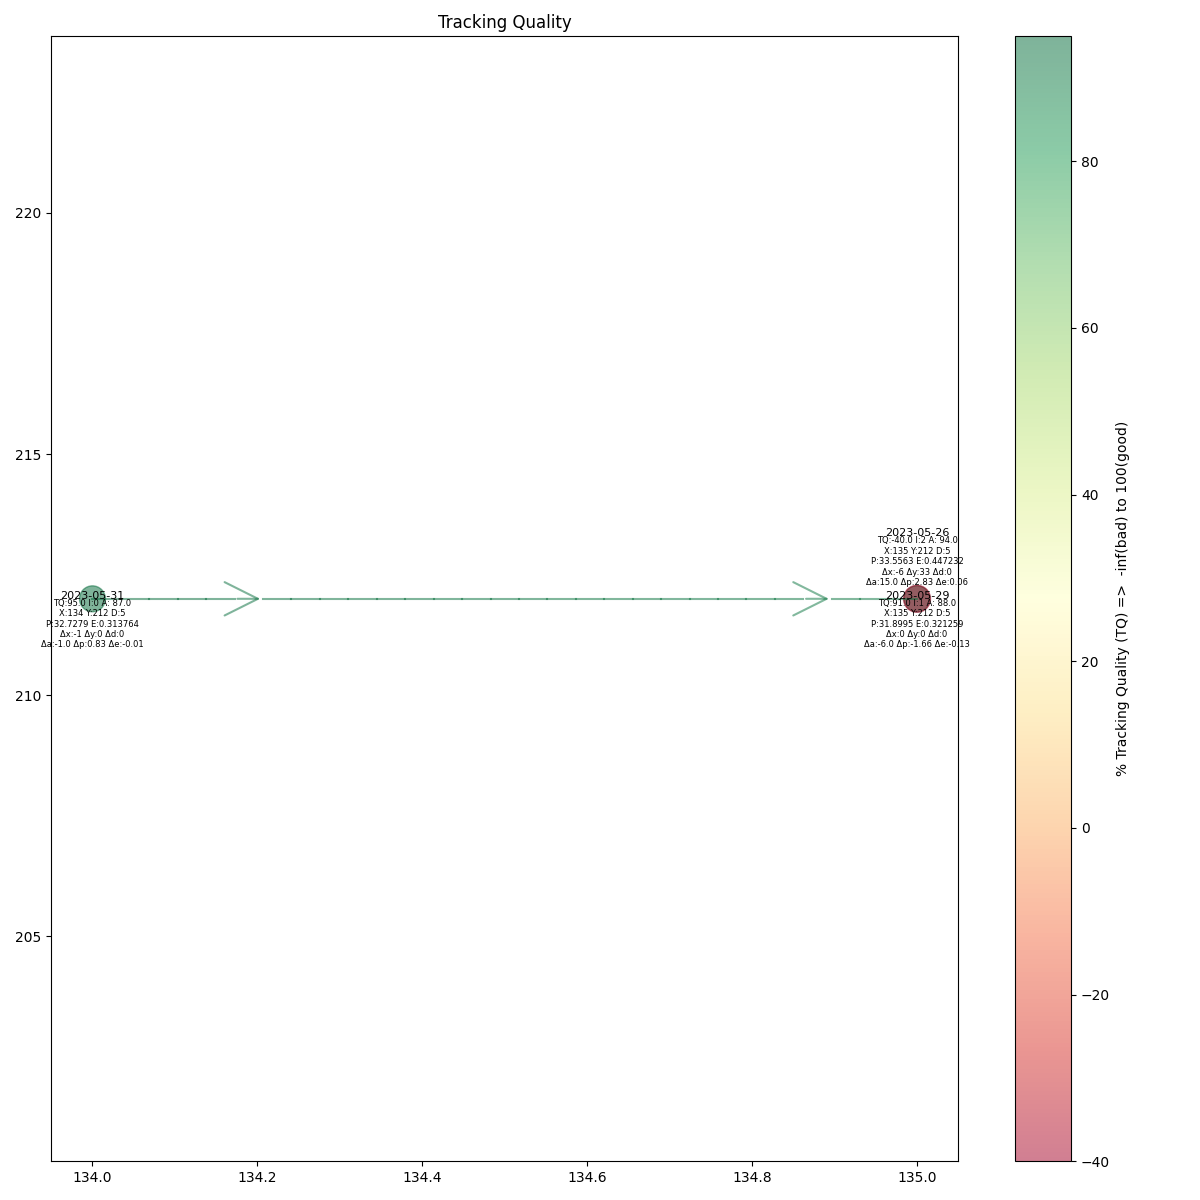 Tracking Quality
220
215
210
205
2023-05-26
TQ:-40.0 I:2 A: 94.0
X:135 Y:212 D:5
P:33.5563 E:0.447232
Δx:-6 Δy:33 Δd:0
Δa:15.0 Δp:2.83 Δe:0.06
2023-05-31
TQ:95.0 I:0 A: 87.0
X:134 Y:212 D:5
P:32.7279 E:0.313764
Δx:-1 Δy:0 Δd:0
Δa:-1.0 Δp:0.83 Δe:-0.01
2023-05-29
TQ:91.0 I:1 A: 88.0
X:135 Y:212 D:5
P:31.8995 E:0.321259
Δx:0 Δy:0 Δd:0
Δa:-6.0 Δp:-1.66 Δe:-0.13
134.0 134.2 134.4 134.6 134.8 135.0
80
60
40
20
0
−20
−40
% Tracking Quality (TQ) => -inf(bad) to 100(good)